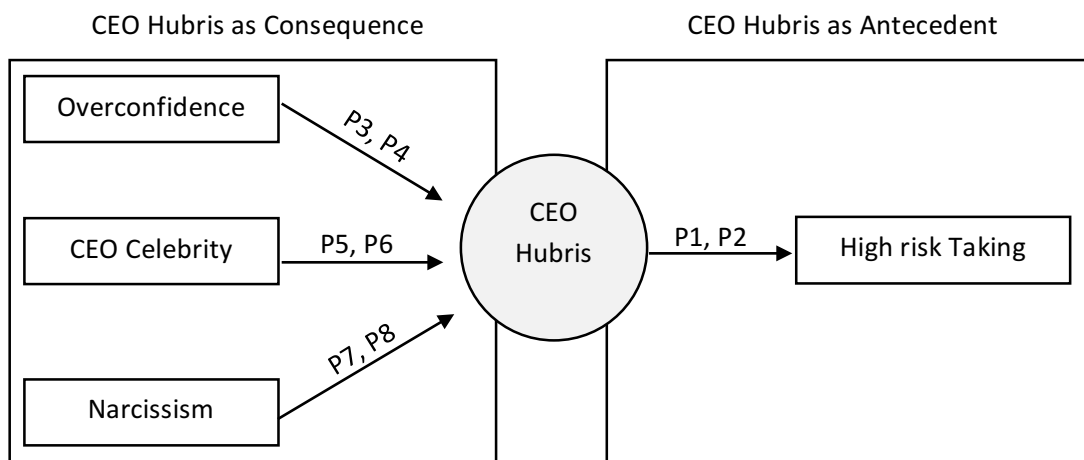 CEO Hubris as Consequence
CEO Hubris as Antecedent
Overconfidence
P3, P4
CEO Celebrity
P5, P6
Narcissism
P7, P8
CEO
Hubris
P1, P2
High risk Taking